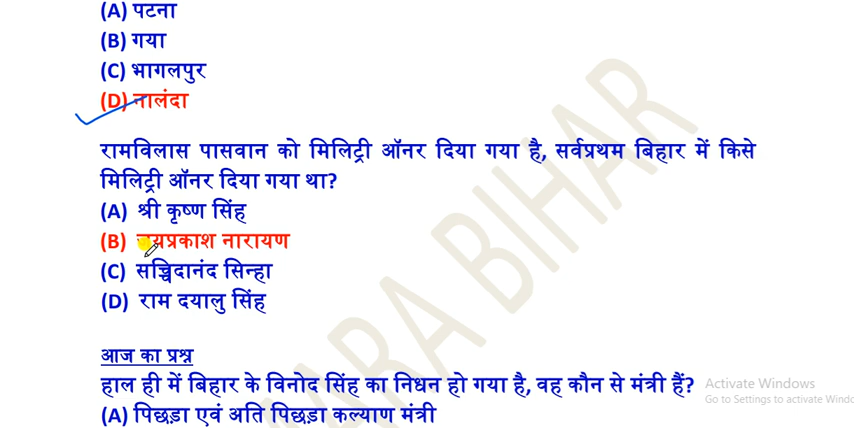 (A) पटना
(B) गया
(C) भागलपुर
(D) नालंदा
रामविलास पासवान को मिलिट्री ऑनर दिया गया है, सर्वप्रथम बिहार में किसे
मिलिट्री ऑनर दिया गया था?
(A) श्री कृष्ण सिंह
(B) जयप्रकाश नारायण
(C) सच्चिदानंद सिन्हा
(D) राम दयालु सिंह
आज का प्रश्न
हाल ही में बिहार के विनोद सिंह का निधन हो गया है, वह कौन से मंत्री हैं?
(A) पिछड़ा एवं अति पिछड़ा कल्याण मंत्री
Activate Windows
Go to Settings to activate Windo
BIHAR